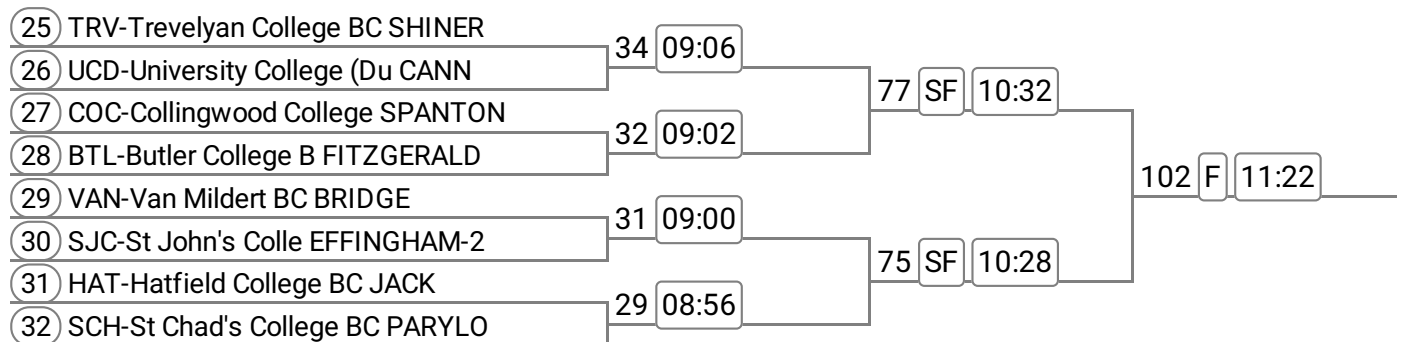 25 TRV-Trevelyan College BC SHINER
34 09:06
26 UCD-University College (Du CANN
77 SF 10:32
27 COC-Collingwood College SPANTON
32 09:02
28 BTL-Butler College B FITZGERALD
102 F 11:22
29 VAN-Van Mildert BC BRIDGE
31 09:00
30 SJC-St John's Colle EFFINGHAM-2
75 SF 10:28
31 HAT-Hatfield College BC JACK
29 08:56
32 SCH-St Chad's College BC PARYLO